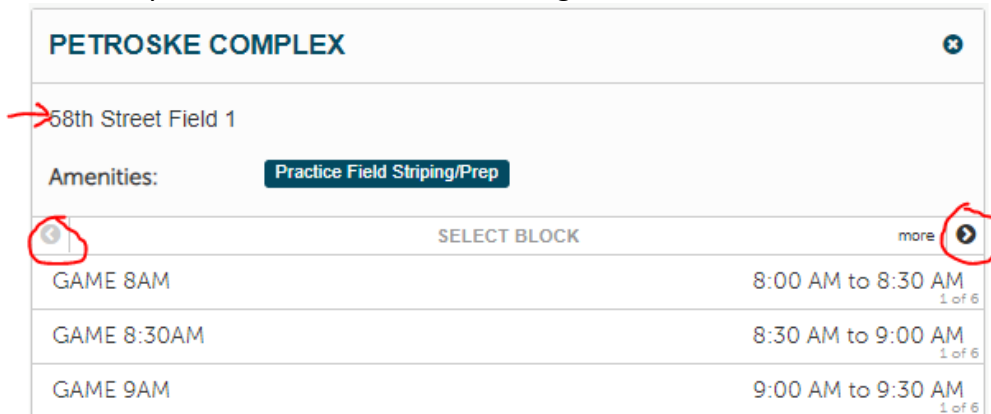 PETROSKE COMPLEX
58th Street Field 1
Amenities: Practice Field Striping/Prep
SELECT BLOCK more
GAME 8AM 8:00 AM to 8:30 AM
1 of 6
GAME 8:30AM 8:30 AM to 9:00 AM
1 of 6
GAME 9AM 9:00 AM to 9:30 AM
1 of 6